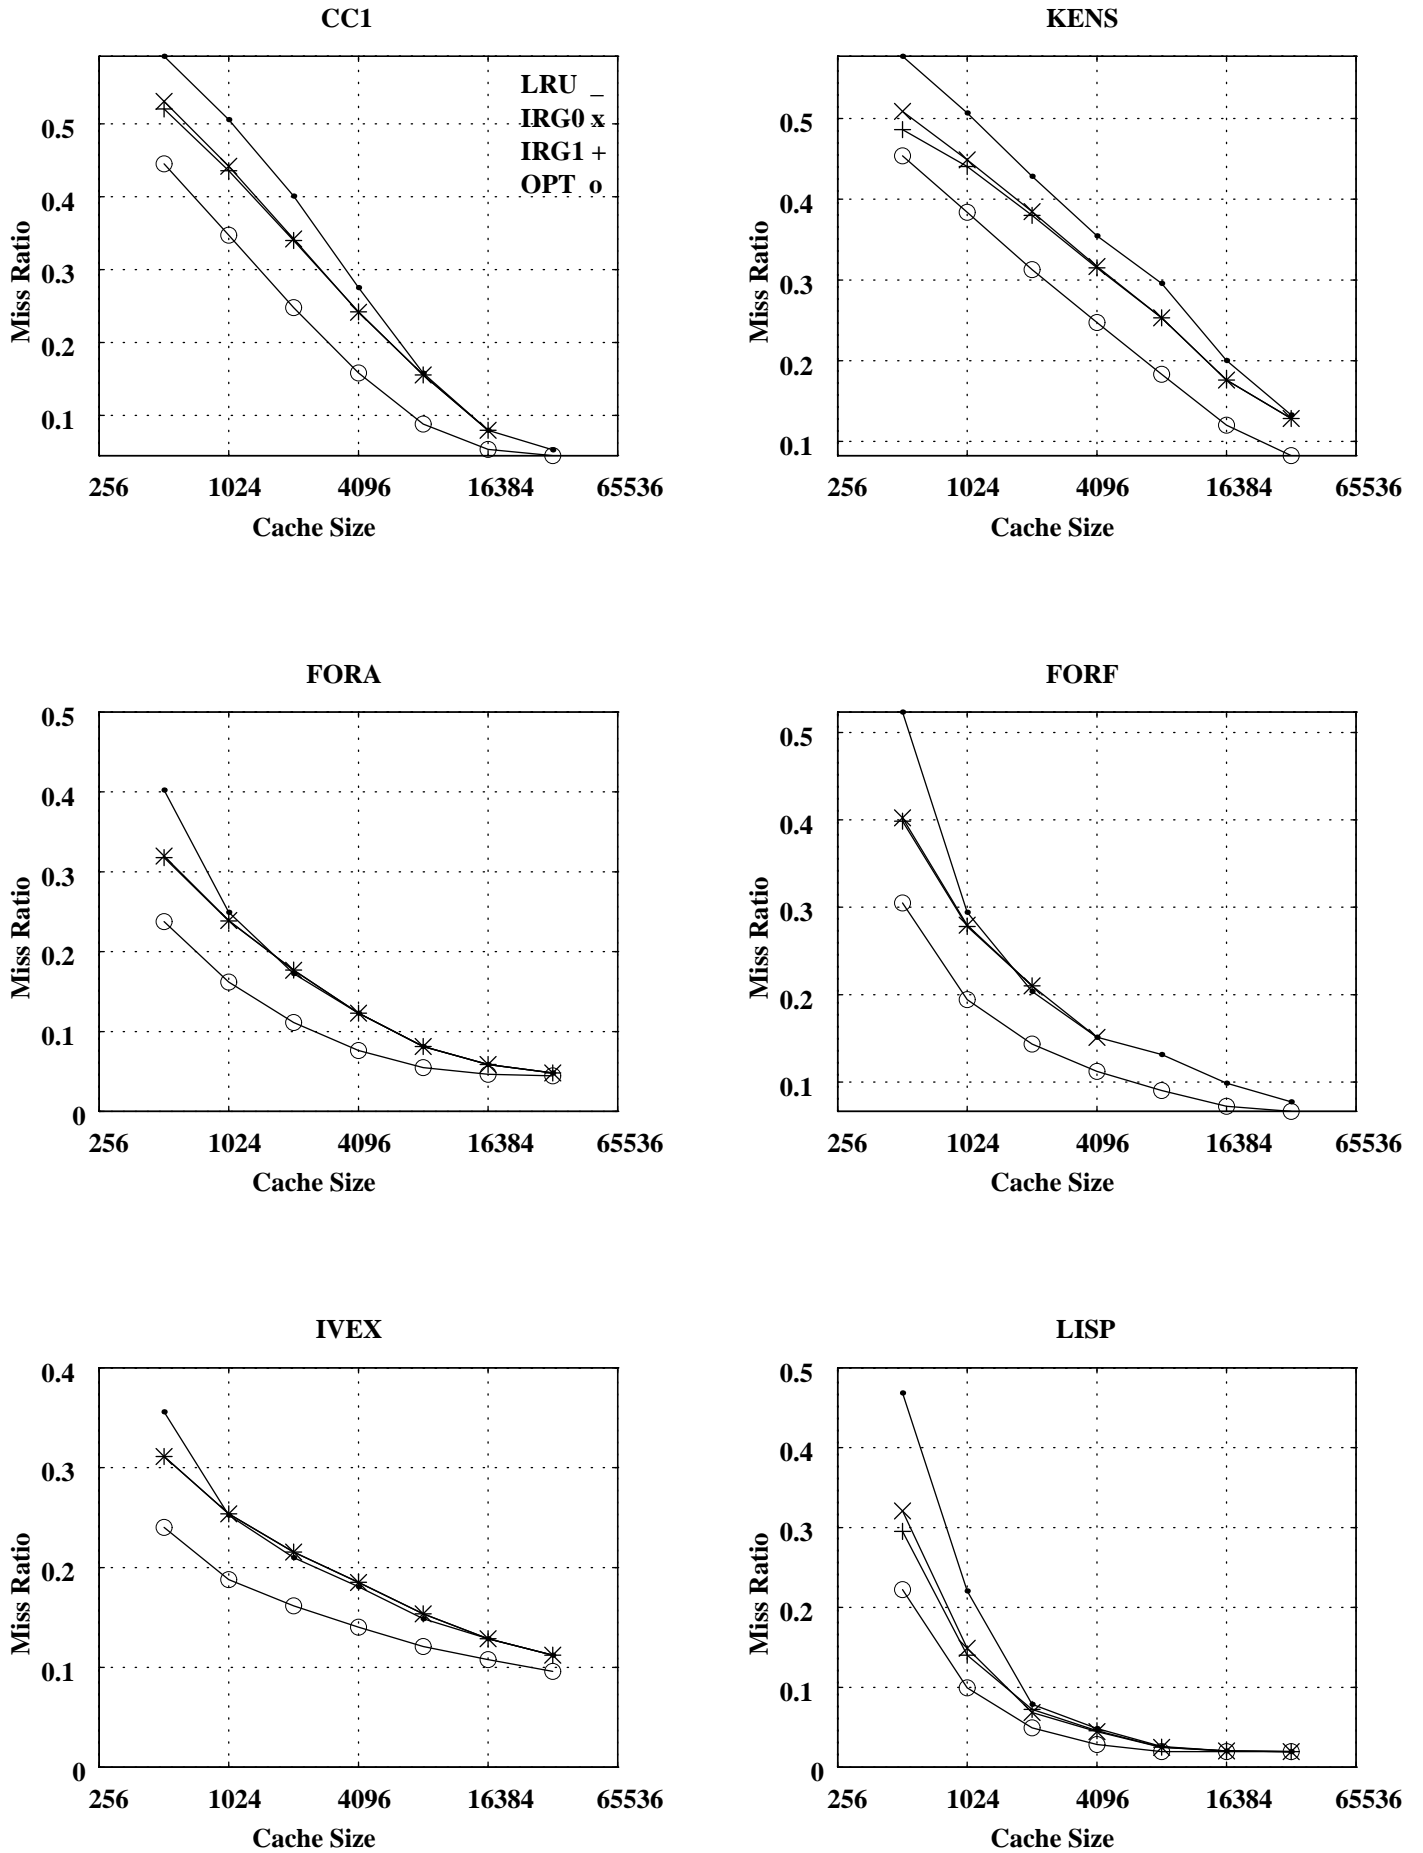 CC1
LRU _
IRG0 x
IRG1 +
OPT o
0.5
0.4
0.3
0.2
0.1
Miss Ratio
256 1024 4096 16384 65536
Cache Size
KENS
0.5
0.4
0.3
0.2
0.1
Miss Ratio
256 1024 4096 16384 65536
Cache Size
FORA
0.5
0.4
0.3
0.2
0.1
0
Miss Ratio
256 1024 4096 16384 65536
Cache Size
FORF
0.5
0.4
0.3
0.2
0.1
Miss Ratio
256 1024 4096 16384 65536
Cache Size
IVEX
0.4
0.3
0.2
0.1
0
Miss Ratio
256 1024 4096 16384 65536
Cache Size
LISP
0.5
0.4
0.3
0.2
0.1
0
Miss Ratio
256 1024 4096 16384 65536
Cache Size